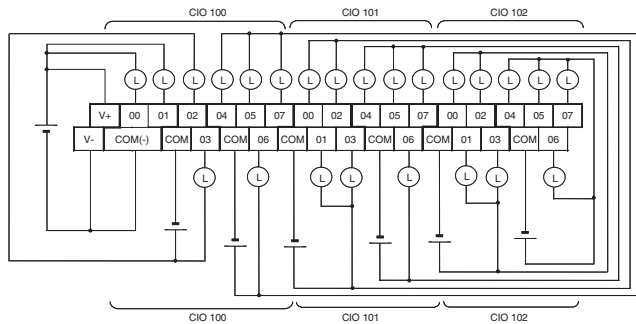 CIO 100 CIO 101 CIO 102
L L L L L L L L L L L L L L L L L
V+ 00 01 02 04 05 07 00 02 04 05 07 00 02 04 05 07
V- COM(-) COM 03 COM 06 COM 01 03 COM 06 COM 01 03 COM 06
L L L L L L L L
CIO 100 CIO 101 CIO 102